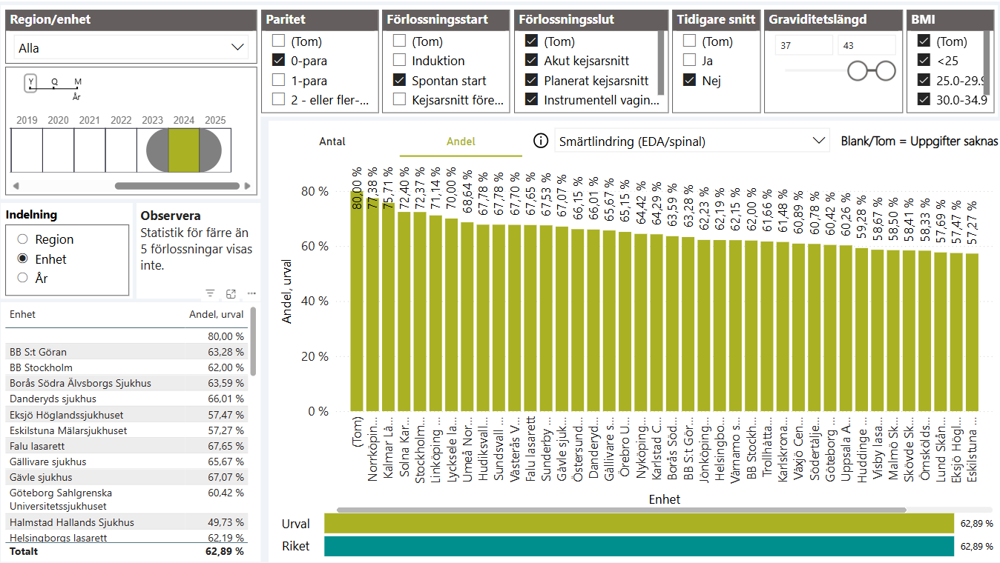 Region/enhet
Alla
Y Q M
År
2019 2020 2021 2022 2023 2024 2025
Paritet
(Tom)
0-para
1-para
2 - eller fler-...
Förlossningsstart
(Tom)
Induktion
Spontan start
Kejsarsnitt före...
Förlossningsslut
(Tom)
Akut kejsarsnitt
Planerat kejsarsnitt
Instrumentell vagin...
Tidigare snitt
(Tom)
Ja
Nej
Graviditetslängd
37 43
BMI
(Tom)
<25
25.0-29.9
30.0-34.9
Indelning
Region
Enhet
År
Observera
Statistik för färre än
5 förlossningar visas
inte.
Enhet Andel, urval
80,00 %
BB S:t Göran 63,28 %
BB Stockholm 62,00 %
Borås Södra Älvsborgs Sjukhus 63,59 %
Danderyds sjukhus 66,01 %
Eksjö Höglandssjukhuset 57,47 %
Eskilstuna Mälarsjukhuset 57,27 %
Falu lasarett 67,65 %
Gällivare sjukhus 65,67 %
Gävle sjukhus 67,07 %
Göteborg Sahlgrenska 60,42 %
Universitetssjukhuset
Halmstad Hallands Sjukhus 49,73 %
Helsingborgs lasarett 62,19 %
Totalt 62,89 %
Antal Andel
Smärtlindring (EDA/spinal)
Blank/Tom = Uppgifter saknas
Andel, urval
80 %
60 %
40 %
20 %
0 %
80,00 % 77,38 % 75,71 % 72,40 % 72,37 % 71,14 % 70,00 % 68,64 % 67,78 % 67,78 % 67,70 % 67,65 % 67,53 % 67,07 % 66,15 % 66,01 % 65,67 % 65,15 % 64,42 % 64,29 % 63,59 % 63,28 % 62,23 % 62,19 % 62,15 % 62,00 % 61,66 % 61,48 % 60,89 % 60,78 % 60,42 % 60,26 % 59,28 % 58,67 % 58,50 % 58,41 % 58,33 % 57,69 % 57,47 % 57,27 %
(Tom)
Norrköpin...
Kalmar Lä...
Solna Kar...
Stockholm...
Linköping ...
Lycksele la...
Umeå Nor...
Hudiksvall...
Sundsvall ...
Västerås V...
Falu lasarett
Sunderby ...
Gävle sjuk...
Östersund...
Danderyd...
Gällivare s...
Örebro U...
Nyköping...
Karlstad C...
Borås Söd...
BB S:t Gör...
Jönköping...
Helsingbo...
Värnamo s...
BB Stockh...
Trollhätta...
Karlskrona...
Växjö Cen...
Södertälje...
Göteborg ...
Uppsala A...
Huddinge ...
Visby lasa...
Malmö Sk...
Skövde Sk...
Örnskölds...
Lund Skån...
Eksjö Högl...
Eskilstuna ...
Enhet
Urval 62,89 %
Riket 62,89 %